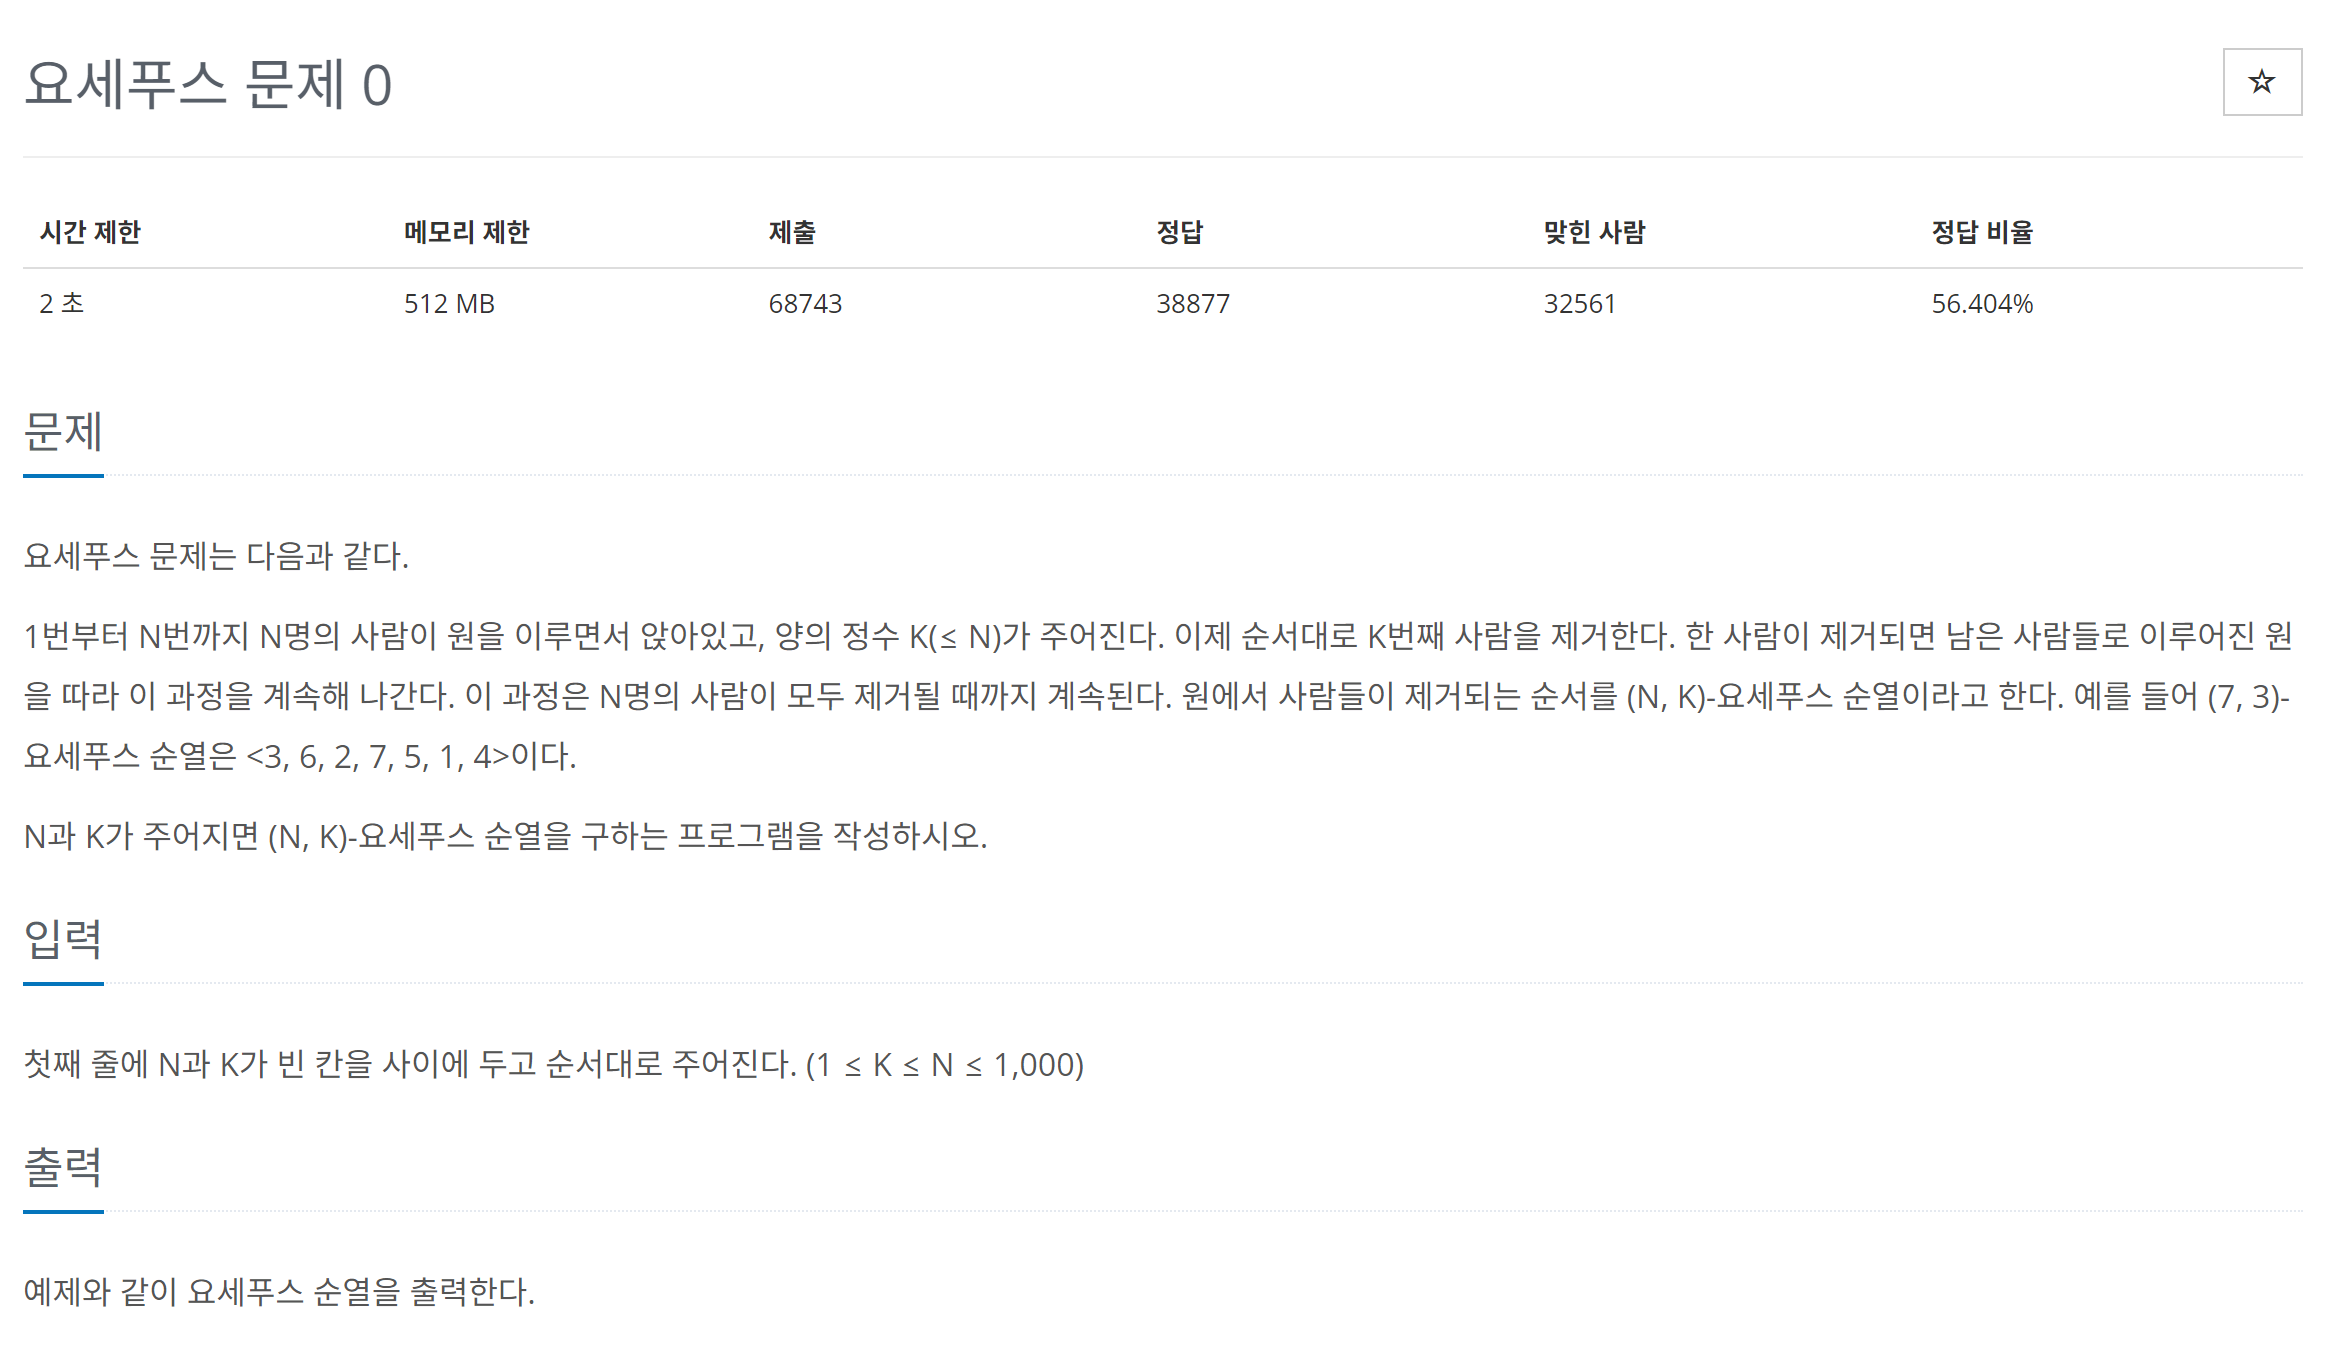 요세푸스 문제 0
☆
시간 제한 메모리 제한 제출 정답 맞힌 사람 정답 비율
2 초 512 MB 68743 38877 32561 56.404%
문제
요세푸스 문제는 다음과 같다.
1번부터 N번까지 N명의 사람이 원을 이루면서 앉아있고, 양의 정수 K(≤ N)가 주어진다. 이제 순서대로 K번째 사람을 제거한다. 한 사람이 제거되면 남은 사람들로 이루어진 원
을 따라 이 과정을 계속해 나간다. 이 과정은 N명의 사람이 모두 제거될 때까지 계속된다. 원에서 사람들이 제거되는 순서를 (N, K)-요세푸스 순열이라고 한다. 예를 들어 (7, 3)-
요세푸스 순열은 <3, 6, 2, 7, 5, 1, 4>이다.
N과 K가 주어지면 (N, K)-요세푸스 순열을 구하는 프로그램을 작성하시오.
입력
첫째 줄에 N과 K가 빈 칸을 사이에 두고 순서대로 주어진다. (1 ≤ K ≤ N ≤ 1,000)
출력
예제와 같이 요세푸스 순열을 출력한다.